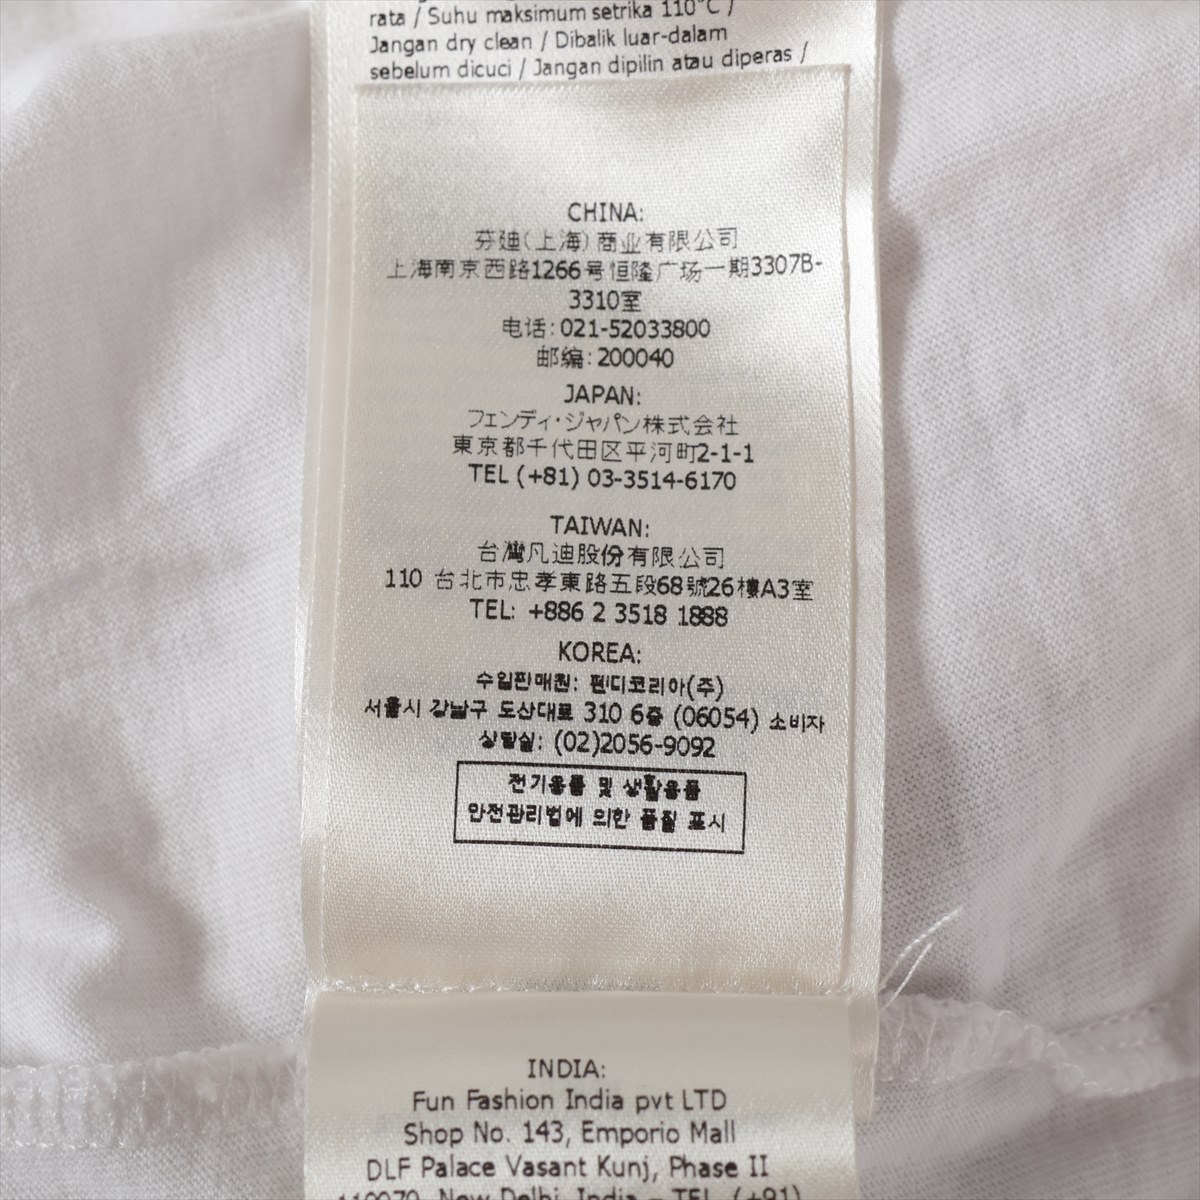 rata / Suhu maksimum setrika 110°C /
Jangan dry clean / Dibalik luar-dalam
sebelum dicuci / Jangan dipilin atau diperas /
CHINA:
芬迪(上海)商业有限公司
上海南京西路1266号恒隆广场一期3307B-
3310室
电话: 021-52033800
邮编: 200040
JAPAN:
フェンディ・ジャパン株式会社
東京都千代田区平河町2-1-1
TEL (+81) 03-3514-6170
TAIWAN:
台灣凡迪股份有限公司
110 台北市忠孝東路五段68號26樓A3室
TEL: +886 2 3518 1888
KOREA:
수입판매원: 펜디코리아(주)
서울시 강남구 도산대로 310 6층 (06054) 소비자
상담실: (02)2056-9092
전기용품 및 생활용품
안전관리법에 의한 품질 표시
INDIA:
Fun Fashion India pvt LTD
Shop No. 143, Emporio Mall
DLF Palace Vasant Kunj, Phase II
110070, New Delhi, India - TEL (+91)